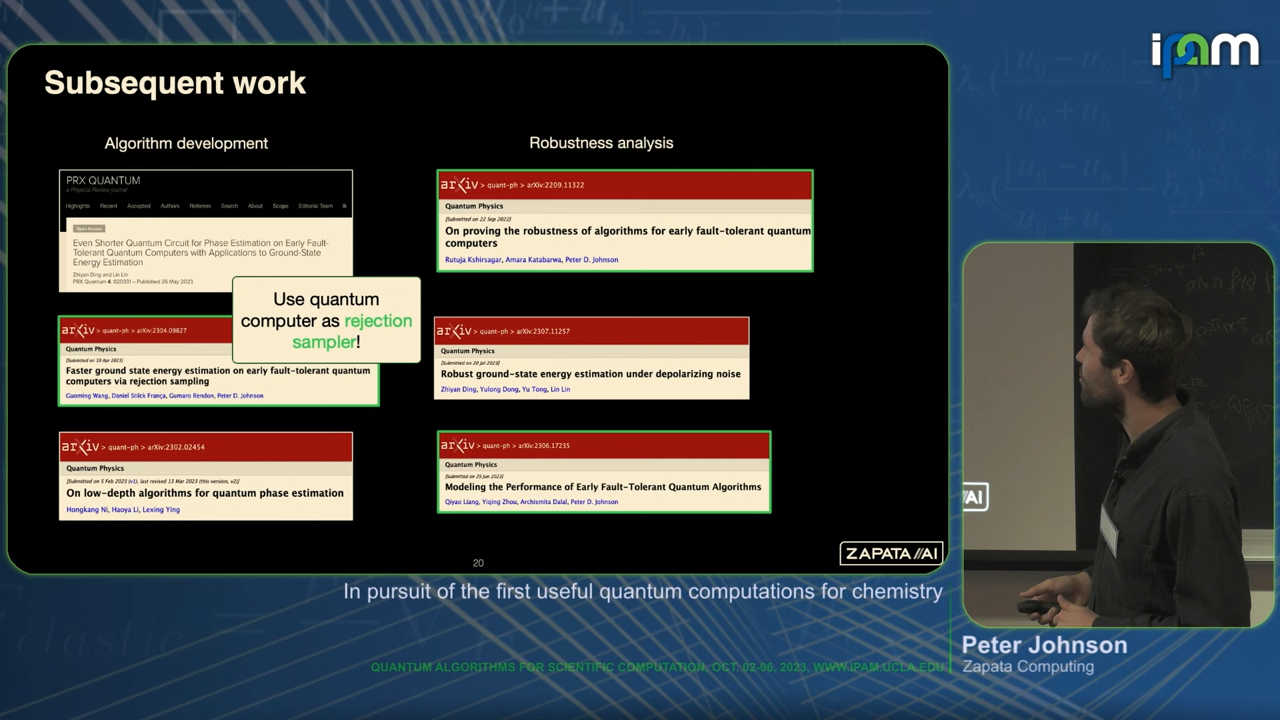 ipam
Subsequent work
Algorithm development
PRX QUANTUM
a Physical Review journal
Highlights Recent Accepted Authors Referees Search About Scope Editorial Team
Open Access
Even Shorter Quantum Circuit for Phase Estimation on Early Fault-
Tolerant Quantum Computers with Applications to Ground-State
Energy Estimation
Zhiyan Ding and Lin Lin
PRX Quantum 4, 020331 – Published 26 May 2023
Use quantum
computer as rejection
sampler!
arXiv > quant-ph > arXiv:2304.09827
Quantum Physics
[Submitted on 19 Apr 2023]
Faster ground state energy estimation on early fault-tolerant quantum
computers via rejection sampling
Guoming Wang, Daniel Stilck França, Gumaro Rendon, Peter D. Johnson
arXiv > quant-ph > arXiv:2302.02454
Quantum Physics
[Submitted on 5 Feb 2023 (v1), last revised 13 Mar 2023 (this version, v2)]
On low-depth algorithms for quantum phase estimation
Hongkang Ni, Haoya Li, Lexing Ying
Robustness analysis
arXiv > quant-ph > arXiv:2209.11322
Quantum Physics
[Submitted on 22 Sep 2022]
On proving the robustness of algorithms for early fault-tolerant quantum
computers
Rutuja Kshirsagar, Amara Katabarwa, Peter D. Johnson
arXiv > quant-ph > arXiv:2307.11257
Quantum Physics
[Submitted on 20 Jul 2023]
Robust ground-state energy estimation under depolarizing noise
Zhiyan Ding, Yulong Dong, Yu Tong, Lin Lin
arXiv > quant-ph > arXiv:2306.17235
Quantum Physics
[Submitted on 29 Jun 2023]
Modeling the Performance of Early Fault-Tolerant Quantum Algorithms
Qiyao Liang, Yiqing Zhou, Archismita Dalal, Peter D. Johnson
20
ZAPATA//AI
/AI
In pursuit of the first useful quantum computations for chemistry
Peter Johnson
Zapata Computing
QUANTUM ALGORITHMS FOR SCIENTIFIC COMPUTATION, OCT. 02-06, 2023, WWW.IPAM.UCLA.EDU